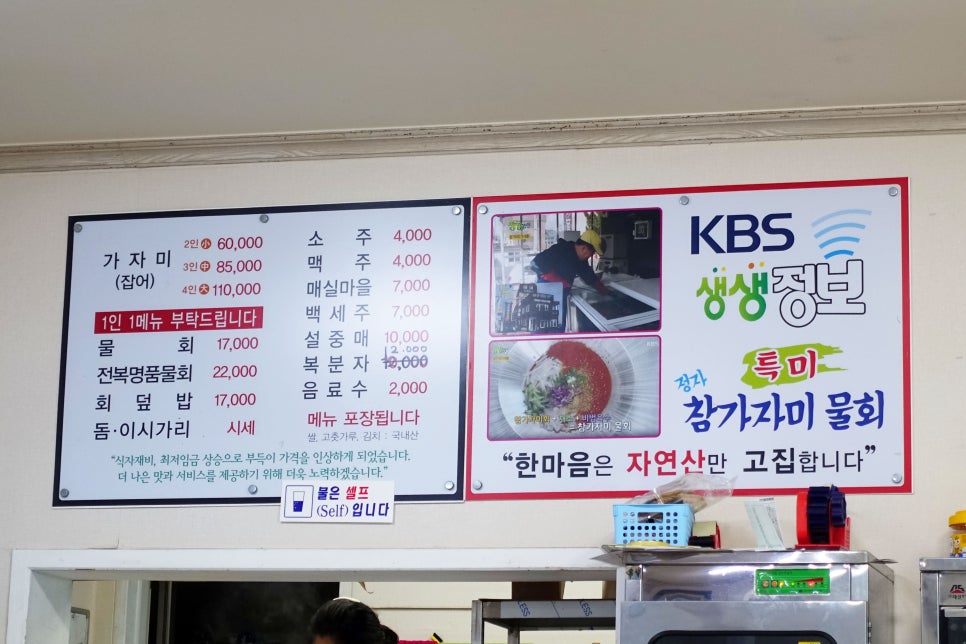 가자미
(잡어)
2인 小 60,000
3인 中 85,000
4인 大 110,000
1인 1메뉴 부탁드립니다
물 회 17,000
전복명품물회 22,000
회덮밥 17,000
돔·이시가리 시세
소주 4,000
맥주 4,000
매실마을 7,000
백세주 7,000
설중매 10,000
복분자 12,000
음료수 2,000
메뉴 포장됩니다
쌀, 고춧가루, 김치 : 국내산
“식자재비, 최저임금 상승으로 부득이 가격을 인상하게 되었습니다.
더 나은 맛과 서비스를 제공하기 위해 더욱 노력하겠습니다.”
물은 셀프
(Self) 입니다
KBS
생생정보
특미
정자
참가자미 물회
“한마음은 자연산만 고집합니다”
KBS
참가자미 물회